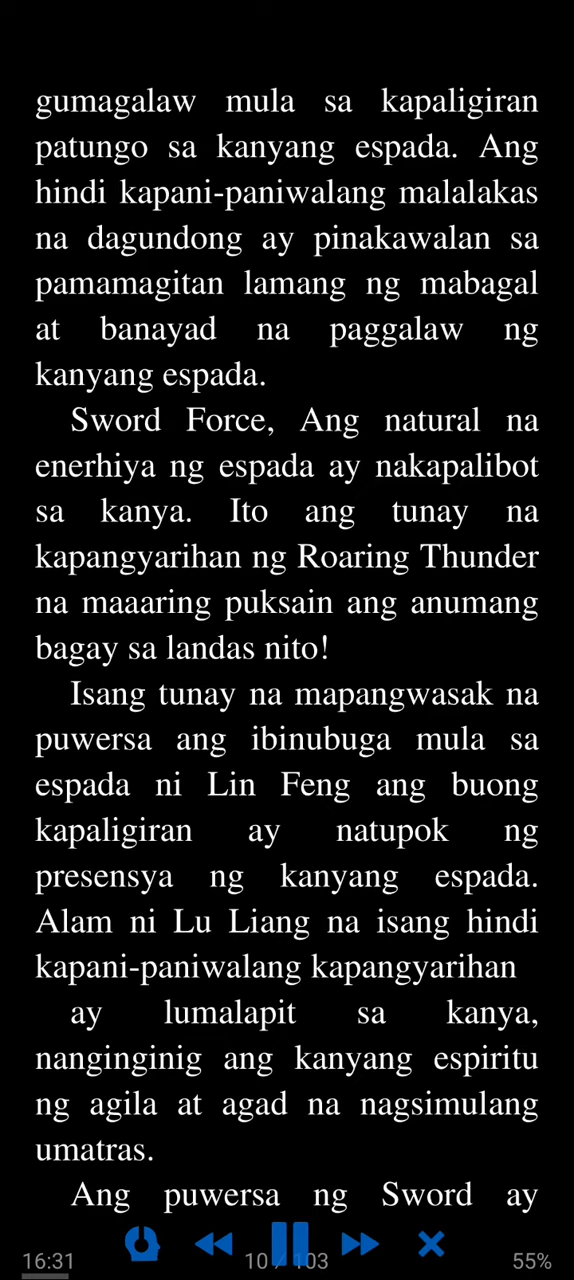 gumagalaw mula sa kapaligiran
patungo sa kanyang espada. Ang
hindi kapani-paniwalang malalakas
na dagundong ay pinakawalan sa
pamamagitan lamang ng mabagal
at banayad na paggalaw ng
kanyang espada.
Sword Force, Ang natural na
enerhiya ng espada ay nakapalibot
sa kanya. Ito ang tunay na
kapangyarihan ng Roaring Thunder
na maaaring puksain ang anumang
bagay sa landas nito!
Isang tunay na mapangwasak na
puwersa ang ibinubuga mula sa
espada ni Lin Feng ang buong
kapaligiran ay natupok ng
presensya ng kanyang espada.
Alam ni Lu Liang na isang hindi
kapani-paniwalang kapangyarihan
ay lumalapit sa kanya,
nanginginig ang kanyang espiritu
ng agila at agad na nagsimulang
umatras.
Ang puwersa ng Sword ay
16:31 10 / 103 55%